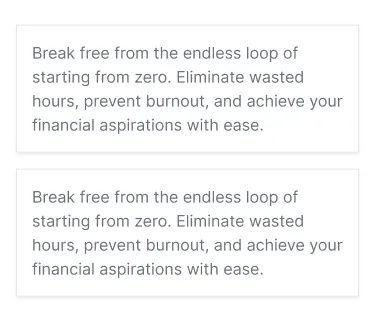 Break free from the endless loop of
starting from zero. Eliminate wasted
hours, prevent burnout, and achieve your
financial aspirations with ease.
Break free from the endless loop of
starting from zero. Eliminate wasted
hours, prevent burnout, and achieve your
financial aspirations with ease.